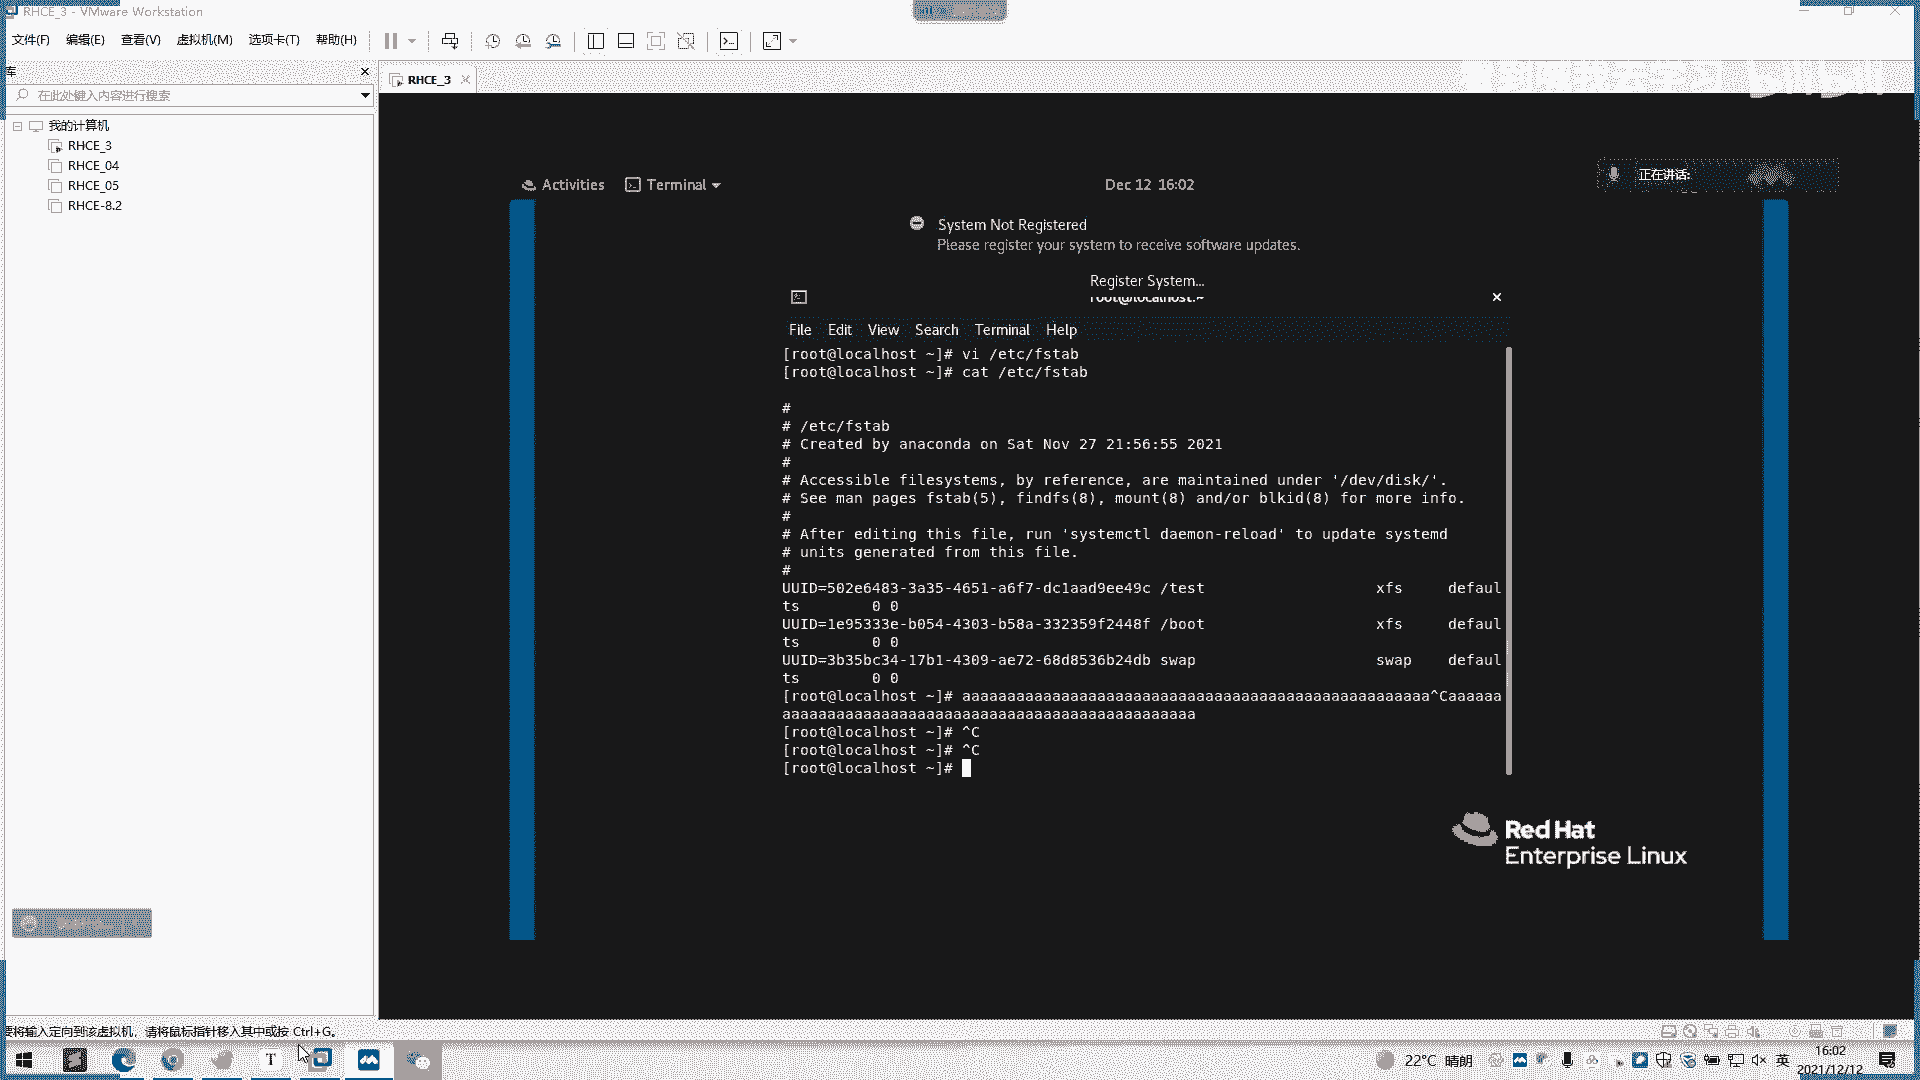 RHCE_3 - VMware Workstation
文件(F) 编辑(E) 查看(V) 虚拟机(M) 选项卡(T) 帮助(H)
库
在此处键入内容进行搜索
我的计算机
RHCE_3
RHCE_04
RHCE_05
RHCE-8.2
RHCE_3
Activities Terminal Dec 12 16:02
正在讲话:
System Not Registered
Please register your system to receive software updates.
Register System...
root@localhost:~
File Edit View Search Terminal Help
[root@localhost ~]# vi /etc/fstab
[root@localhost ~]# cat /etc/fstab
#
# /etc/fstab
# Created by anaconda on Sat Nov 27 21:56:55 2021
#
# Accessible filesystems, by reference, are maintained under '/dev/disk/'.
# See man pages fstab(5), findfs(8), mount(8) and/or blkid(8) for more info.
#
# After editing this file, run 'systemctl daemon-reload' to update systemd
# units generated from this file.
#
UUID=502e6483-3a35-4651-a6f7-dc1aad9ee49c /test xfs defaul
ts 0 0
UUID=1e95333e-b054-4303-b58a-332359f2448f /boot xfs defaul
ts 0 0
UUID=3b35bc34-17b1-4309-ae72-68d8536b24db swap swap defaul
ts 0 0
[root@localhost ~]# aaaaaaaaaaaaaaaaaaaaaaaaaaaaaaaaaaaaaaaaaaaaaaaaaaaa^Caaaaaa
aaaaaaaaaaaaaaaaaaaaaaaaaaaaaaaaaaaaaaaaaaaaaa
[root@localhost ~]# ^C
[root@localhost ~]# ^C
[root@localhost ~]#
Red Hat
Enterprise Linux
要将输入定向到该虚拟机，请将鼠标指针移入其中或按 Ctrl+G。
22°C 晴朗 英 16:02
2021/12/12